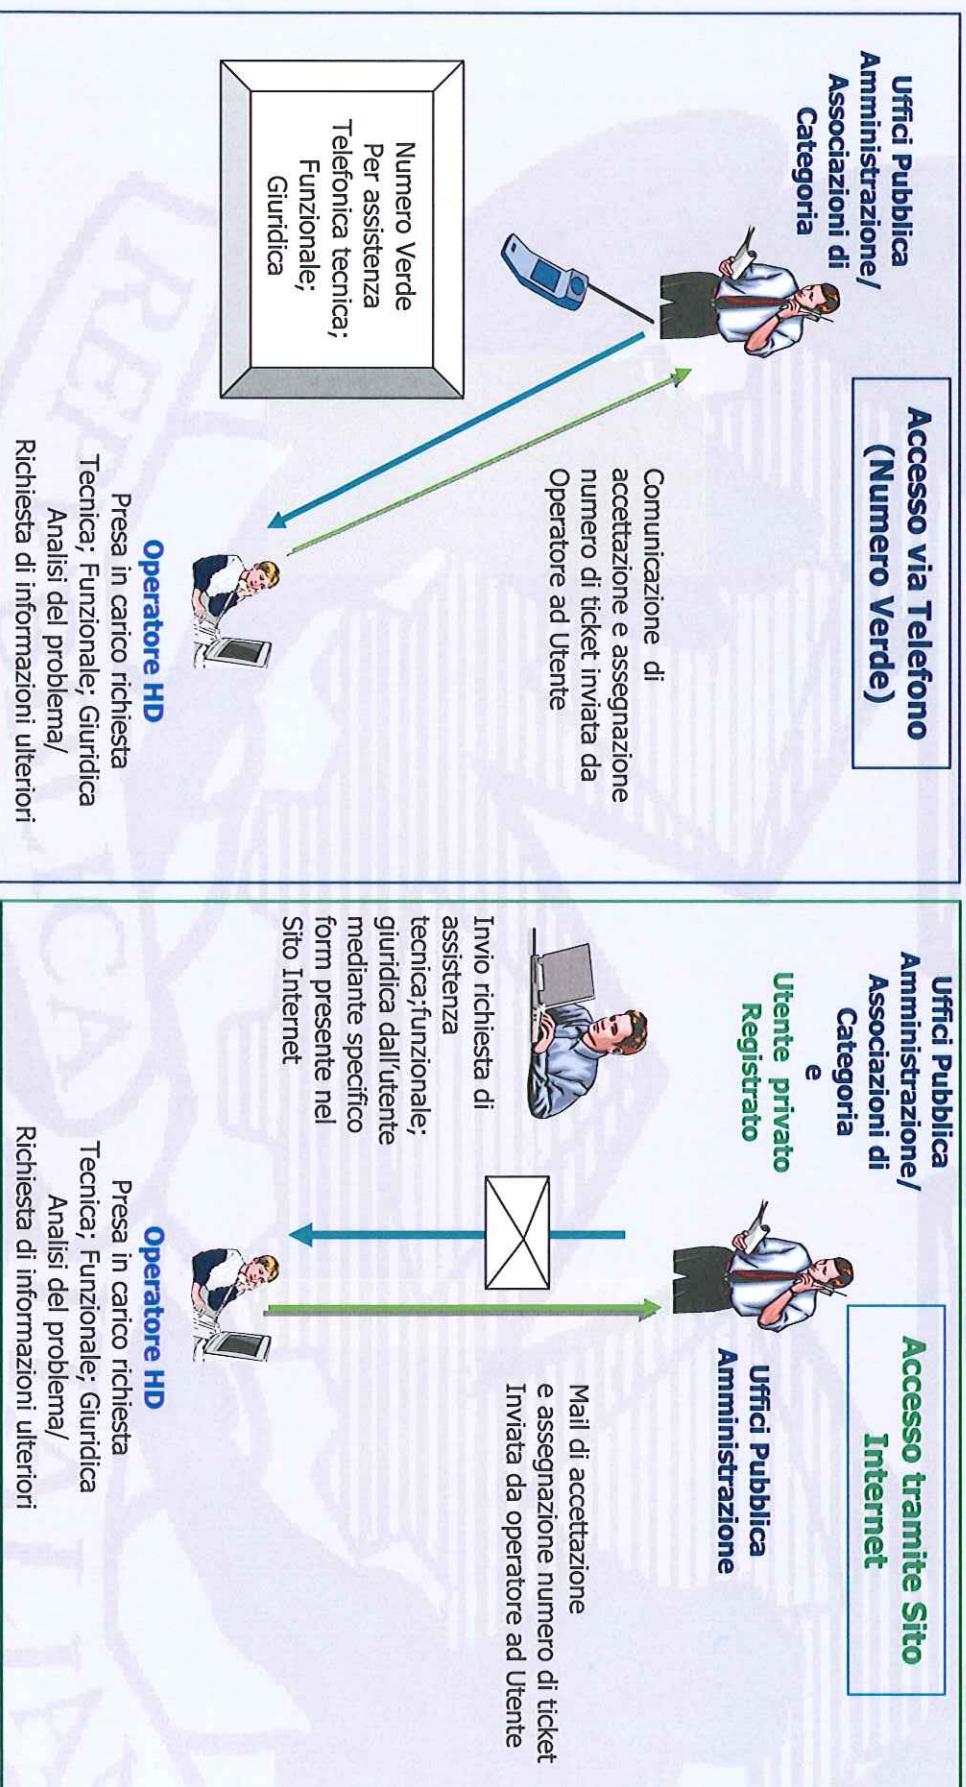 Uffici Pubblica
Amministrazione/
Associazioni di
Categoria
Accesso via Telefono
(Numero Verde)
Comunicazione di
accettazione e assegnazione
numero di ticket inviata da
Operatore ad Utente
Numero Verde
Per assistenza
Telefonica tecnica;
Funzionale;
Giuridica
Operatore HD
Presa in carico richiesta
Tecnica; Funzionale; Giuridica
Analisi del problema/
Richiesta di informazioni ulteriori
Uffici Pubblica
Amministrazione/
Associazioni di
Categoria
e
Utente privato
Registrato
Accesso tramite Sito
Internet
Uffici Pubblica
Amministrazione
Mail di accettazione
e assegnazione numero di ticket
Inviata da operatore ad Utente
Invio richiesta di
assistenza
tecnica;funzionale;
giuridica dall'utente
mediante specifico
form presente nel
Sito Internet
Operatore HD
Presa in carico richiesta
Tecnica; Funzionale; Giuridica
Analisi del problema/
Richiesta di informazioni ulteriori